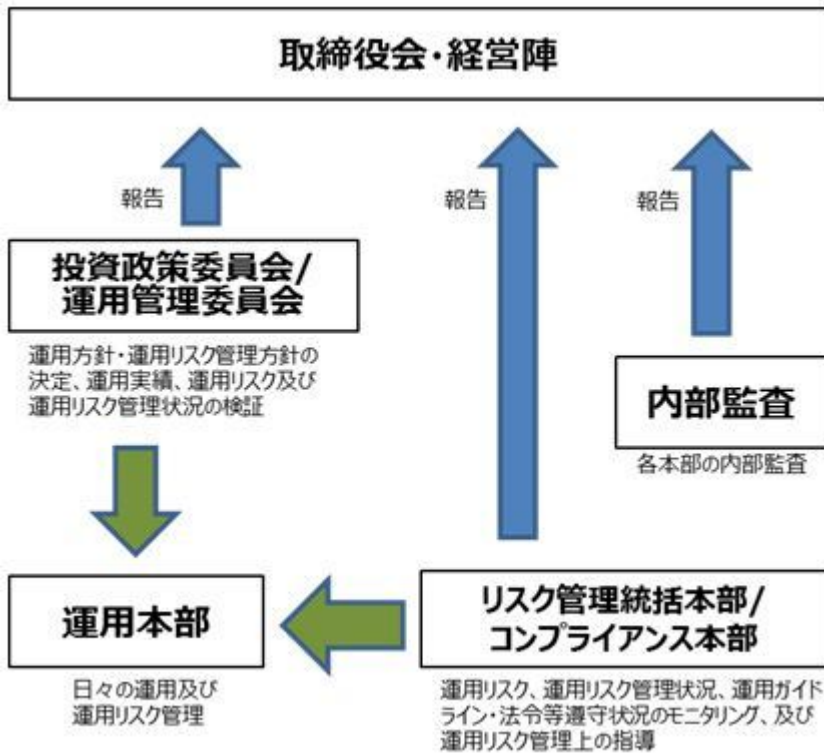 取締役会・経営陣
報告
報告
報告
投資政策委員会/
運用管理委員会
運用方針・運用リスク管理方針の
決定、運用実績、運用リスク及び
運用リスク管理状況の検証
内部監査
各本部の内部監査
運用本部
日々の運用及び
運用リスク管理
リスク管理統括本部/
コンプライアンス本部
運用リスク、運用リスク管理状況、運用ガイド
ライン・法令等遵守状況のモニタリング、及び
運用リスク管理上の指導